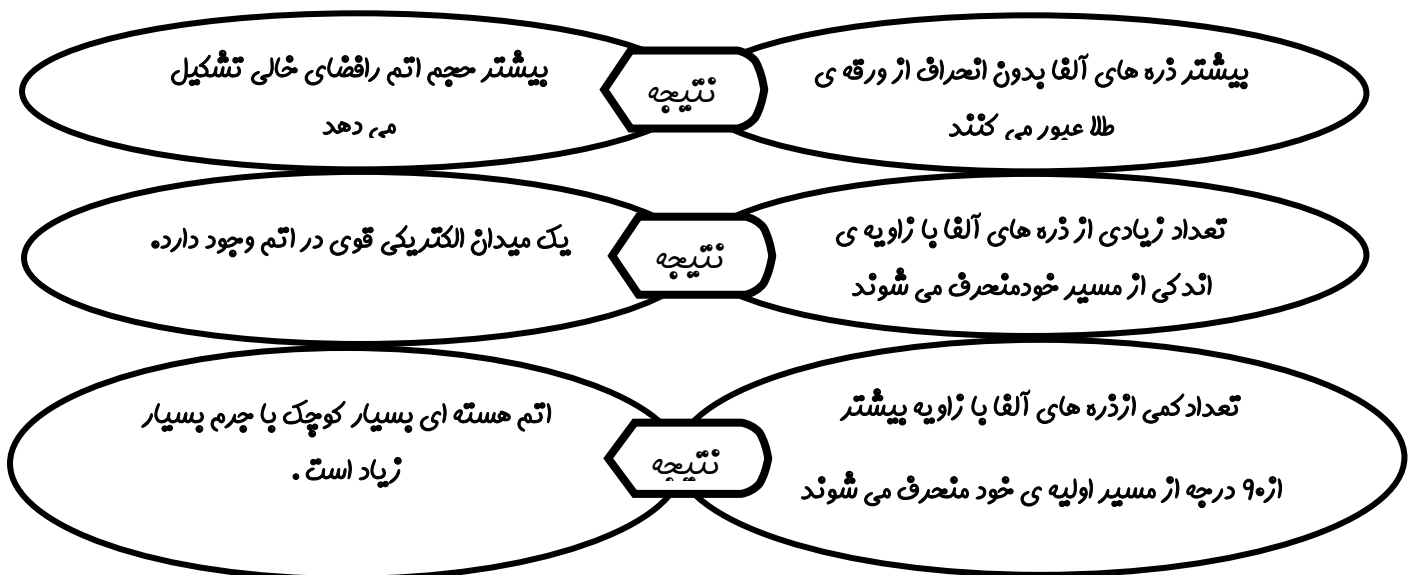 بیشتر ذره های آلفا بدون انحراف از ورقه ی
طلا عبور می کنند
نتیجه
بیشتر حجم اتم رافضای خالی تشکیل
می دهد
تعداد زیادی از ذره های آلفا با زاویه ی
اندکی از مسیر خودمنحرف می شوند
نتیجه
یک میدان الکتریکی قوی در اتم وجود دارد.
تعداد کمی ازذره های آلفا با زاویه بیشتر
از۹۰ درجه از مسیر اولیه ی خود منحرف می شوند
نتیجه
اتم هسته ای بسیار کوچک با جرم بسیار
زیاد است .